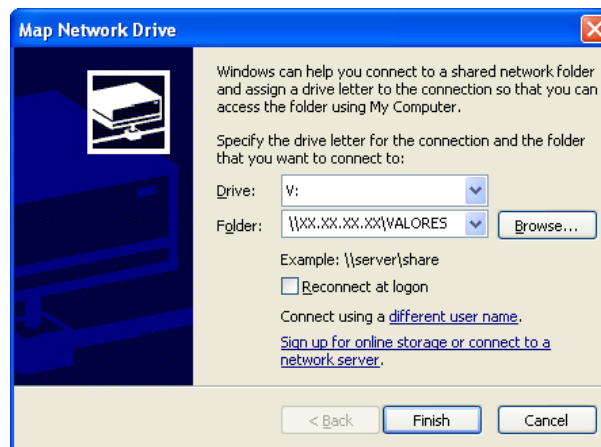 Map Network Drive
Windows can help you connect to a shared network folder
and assign a drive letter to the connection so that you can
access the folder using My Computer.
Specify the drive letter for the connection and the folder
that you want to connect to:
Drive: V:
Folder: \\XX.XX.XX.XX\VALORES Browse...
Example: \\server\share
Reconnect at logon
Connect using a different user name.
Sign up for online storage or connect to a
network server.
< Back Finish Cancel